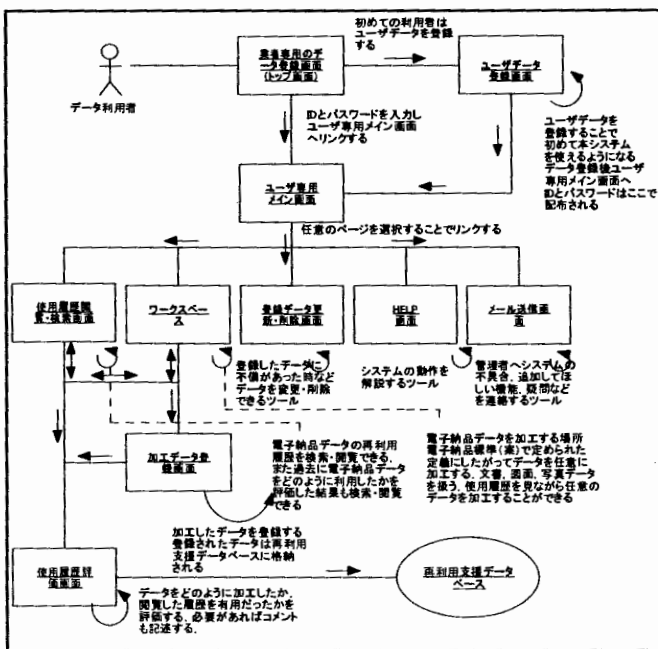 初めての利用者は
ユーザデータを登録
する
業者専用のデ
ータ登録画面
(トップ画面)
ユーザデータ
登録画面
データ利用者
IDとパスワードを入力し
ユーザ専用メイン画面
へリンクする
ユーザデータを
登録することで
初めて本システム
を使えるようになる
データ登録後ユーザ
専用メイン画面へ
IDとパスワードはここで
配布される
ユーザ専用
メイン画面
任意のページを選択することでリンクする
使用履歴閲
覧・検索画面
ワークスペー
ス
登録データ更
新・削除画面
HELP
画面
メール送信画
面
登録したデータに
不備があった時など
データを変更・削除
できるツール
システムの動作を
解説するツール
管理者へシステムの
不具合、追加してほ
しい機能、疑問などを
連絡するツール
加工データ登
録画面
電子納品データの再利用
履歴を検索・閲覧できる、
また過去に電子納品データ
をどのように利用したかを
評価した結果も検索・閲覧
できる
電子納品データを加工する場所
電子納品標準(案)で定められた
定義にしたがってデータを任意に
加工する、文書、図面、写真データ
を扱う、使用履歴を見ながら任意の
データを加工することができる
加工したデータを登録する
登録されたデータは再利用
支援データベースに格納
される
使用履歴評
価画面
再利用支援データ
ベース
データをどのように加工したか、
閲覧した履歴を有用だったかを
評価する、必要があればコメント
も記述する、